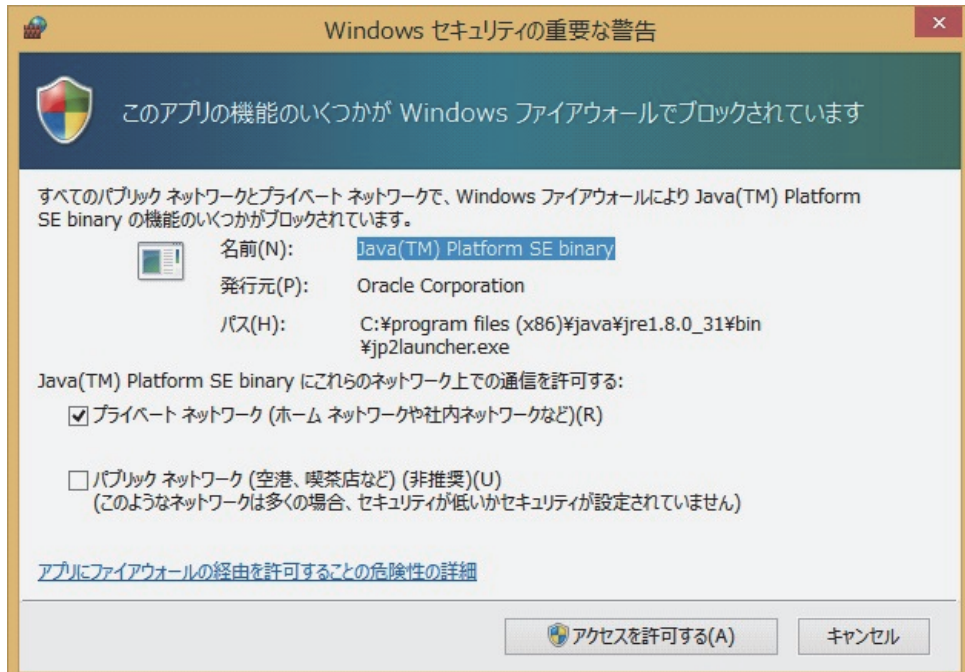 Windows セキュリティの重要な警告
このアプリの機能のいくつかが Windows ファイアウォールでブロックされています
すべてのパブリック ネットワークとプライベート ネットワークで、Windows ファイアウォールにより Java(TM) Platform
SE binary の機能のいくつかがブロックされています。
名前(N): Java(TM) Platform SE binary
発行元(P): Oracle Corporation
パス(H): C:¥program files (x86)¥java¥jre1.8.0_31¥bin
¥jp2launcher.exe
Java(TM) Platform SE binary にこれらのネットワーク上での通信を許可する:
プライベート ネットワーク (ホーム ネットワークや社内ネットワークなど)(R)
パブリック ネットワーク (空港、喫茶店など) (非推奨)(U)
(このようなネットワークは多くの場合、セキュリティが低いかセキュリティが設定されていません)
アプリにファイアウォールの経由を許可することの危険性の詳細
アクセスを許可する(A) キャンセル